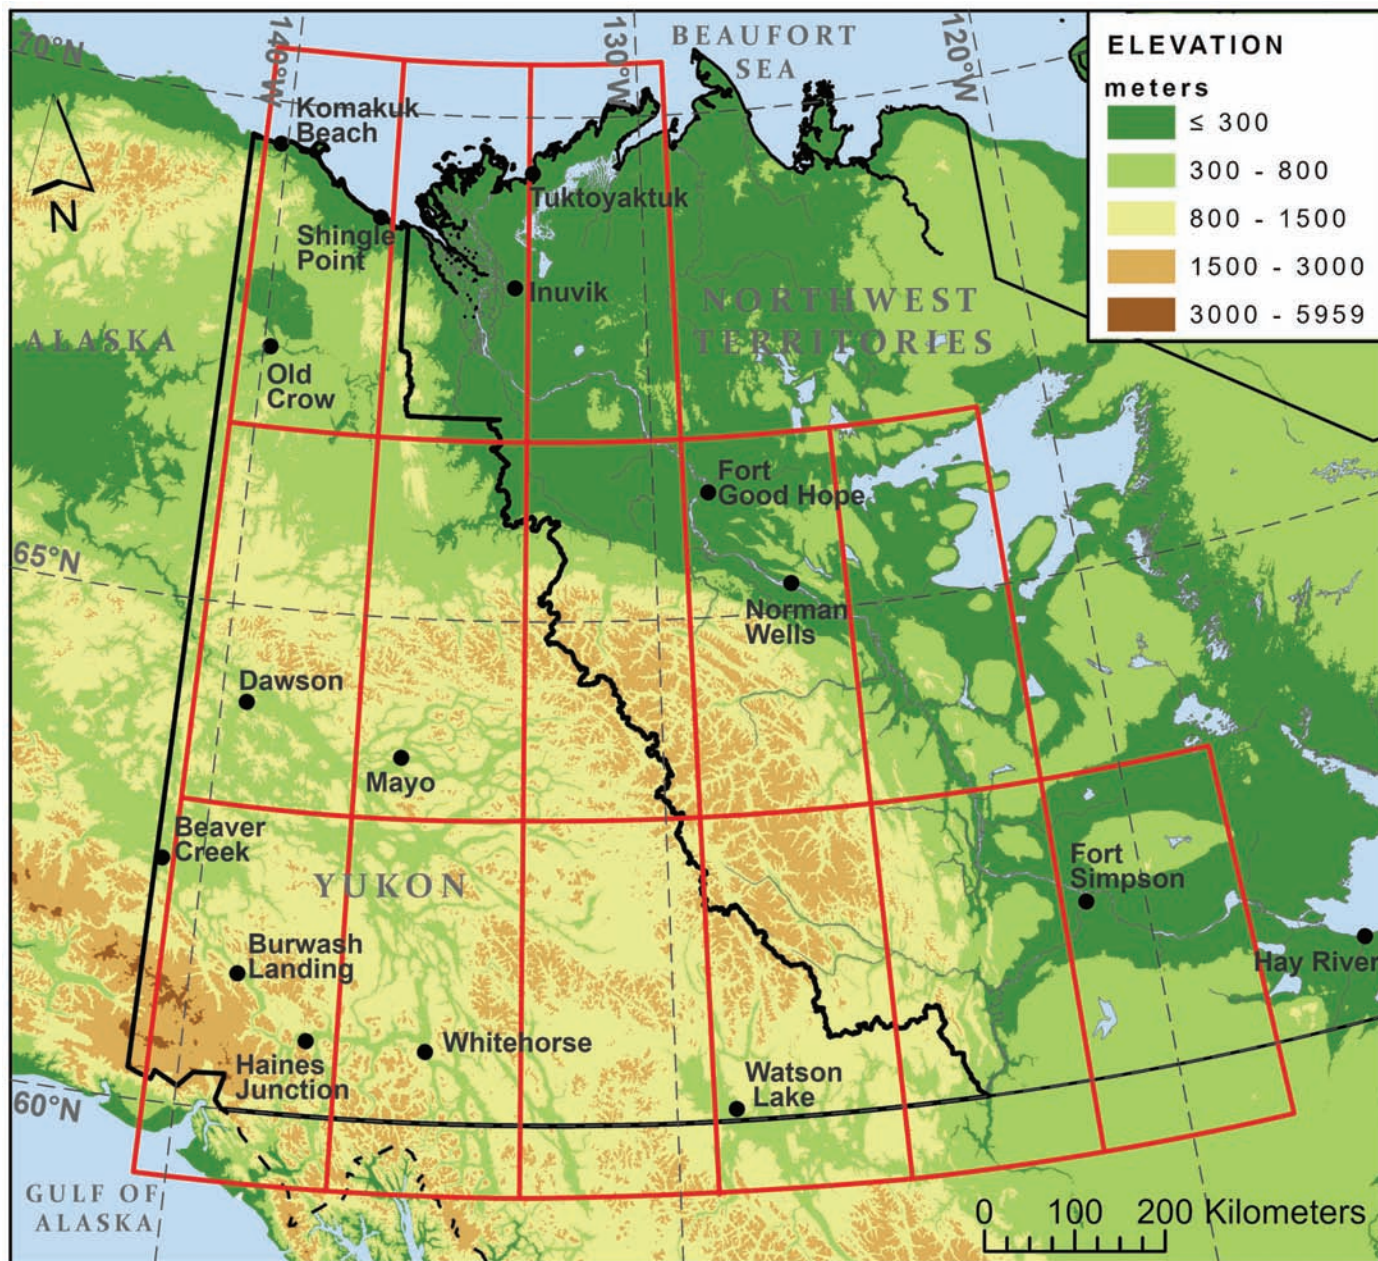 70°N
140°W
130°W
120°W
BEAUFORT
SEA
ELEVATION
meters
≤ 300
300 - 800
800 - 1500
1500 - 3000
3000 - 5959
N
Komakuk
Beach
Tuktoyaktuk
Shingle
Point
Inuvik
NORTHWEST
TERRITORIES
ALASKA
Old
Crow
Fort
Good Hope
65°N
Norman
Wells
Dawson
Mayo
Beaver
Creek
YUKON
Fort
Simpson
Burwash
Landing
Hay River
Haines
Junction
Whitehorse
Watson
Lake
60°N
GULF OF
ALASKA
0 100 200 Kilometers